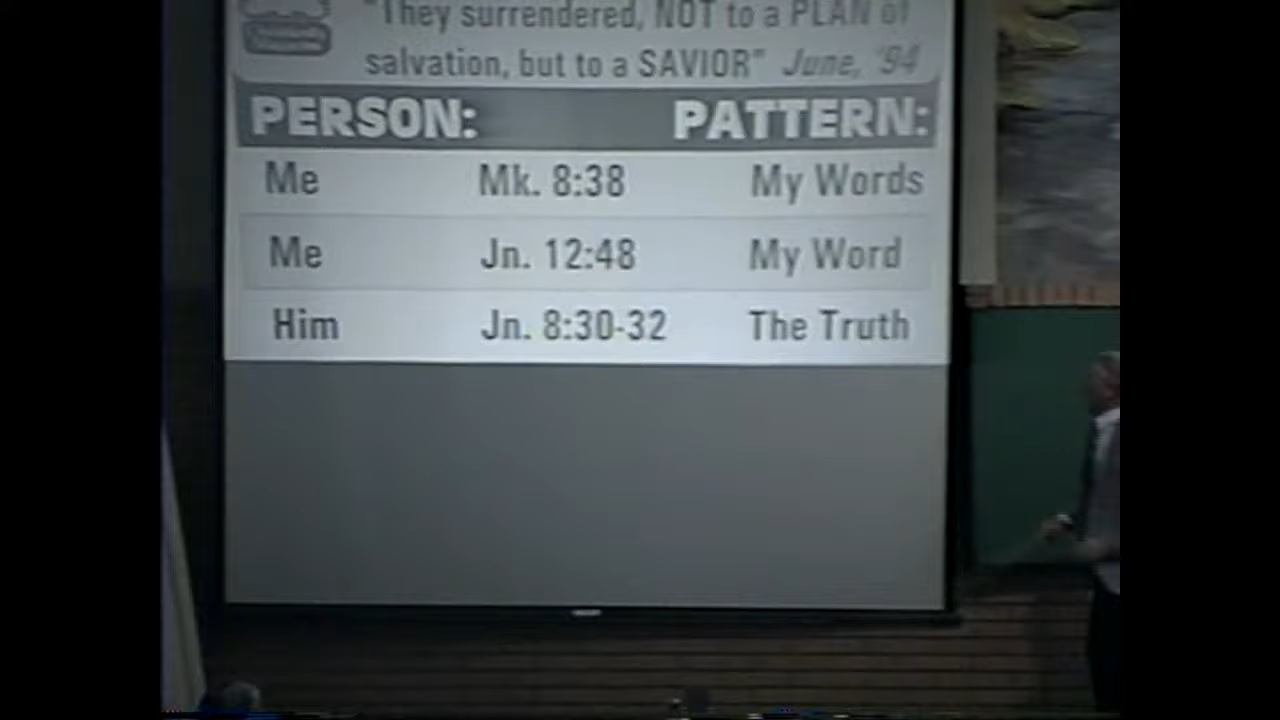 "They surrendered, NOT to a PLAN of
salvation, but to a SAVIOR" June, '94
PERSON: PATTERN:
Me Mk. 8:38 My Words
Me Jn. 12:48 My Word
Him Jn. 8:30-32 The Truth